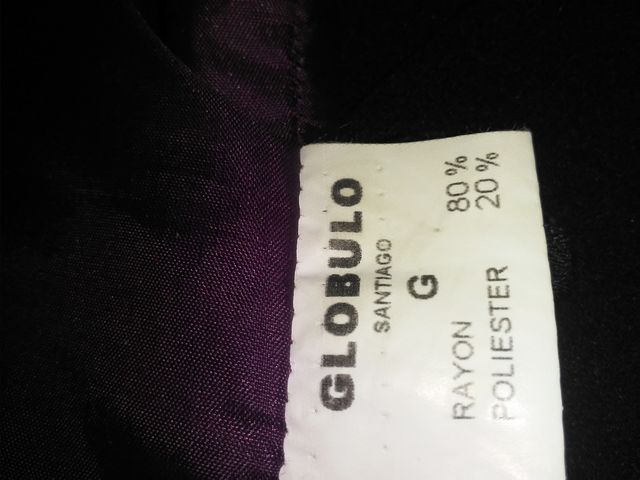 GLOBULO
SANTIAGO
G
RAYON 80%
POLIESTER 20%